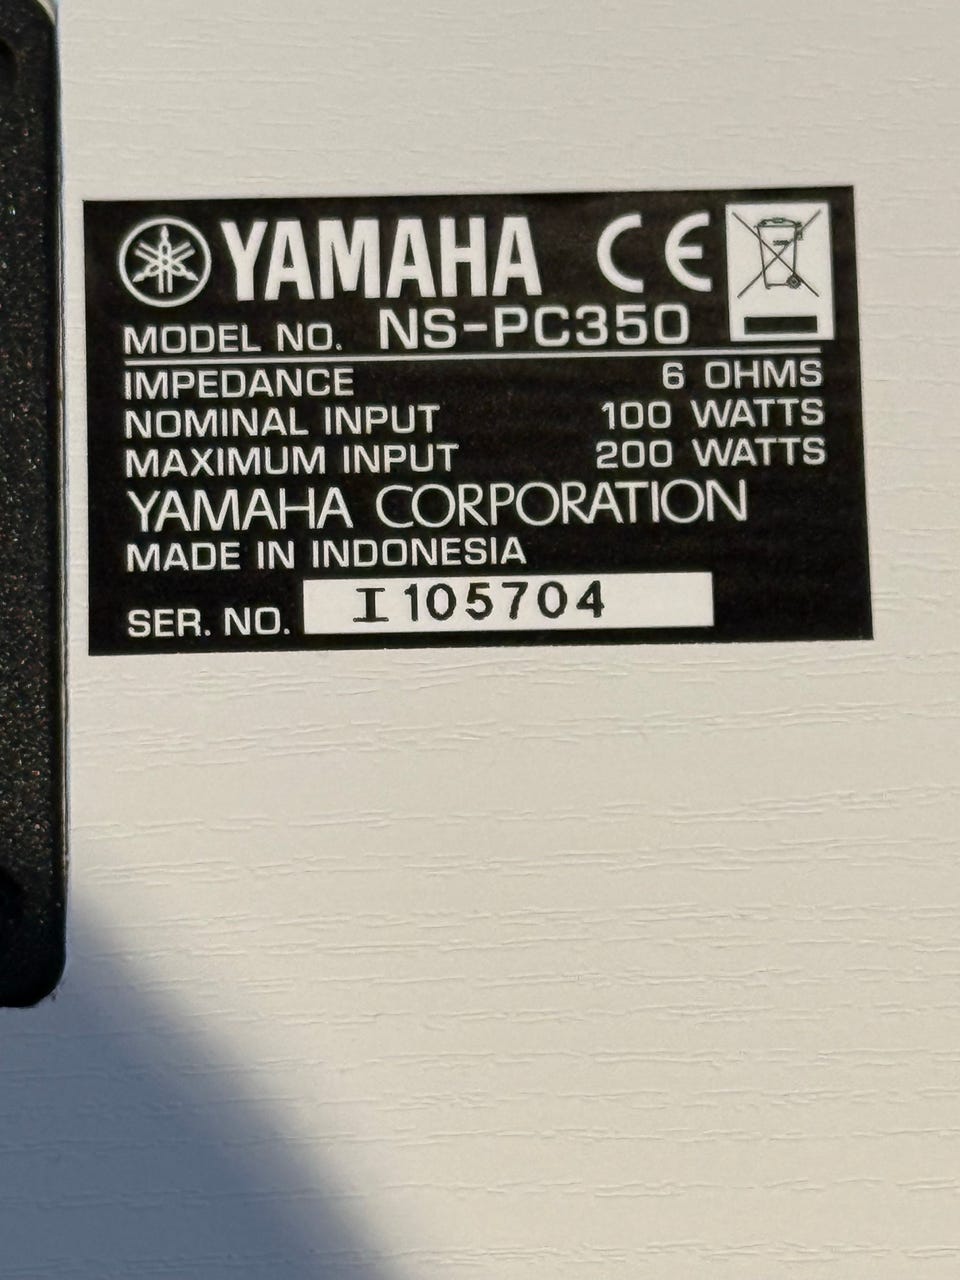 YAMAHA CE
MODEL NO. NS-PC350
IMPEDANCE 6 OHMS
NOMINAL INPUT 100 WATTS
MAXIMUM INPUT 200 WATTS
YAMAHA CORPORATION
MADE IN INDONESIA
SER. NO. I105704